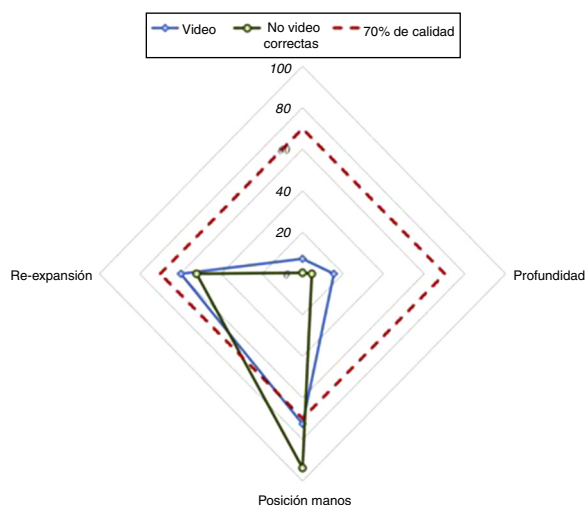 Video
No video
correctas
70% de calidad
100
80
60
40
20
0
Re-expansión
Profundidad
Posición manos